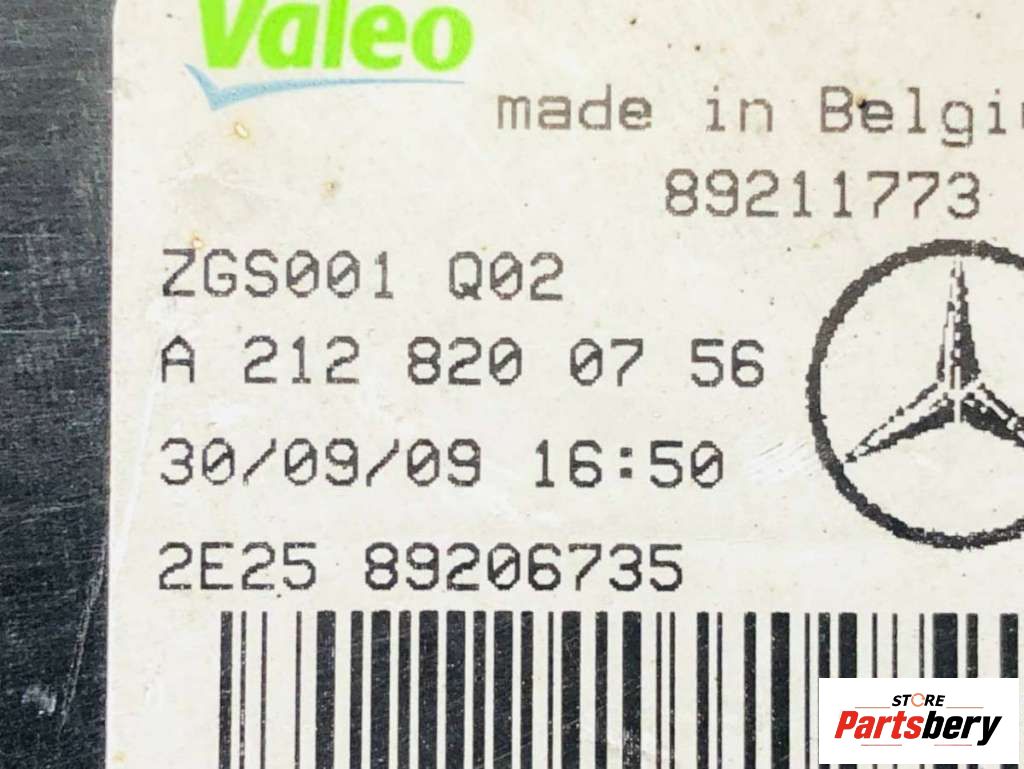 Valeo
made in Belgi
89211773
ZGS001 Q02
A 212 820 07 56
30/09/09 16:50
2E25 89206735
STORE
Partsbery